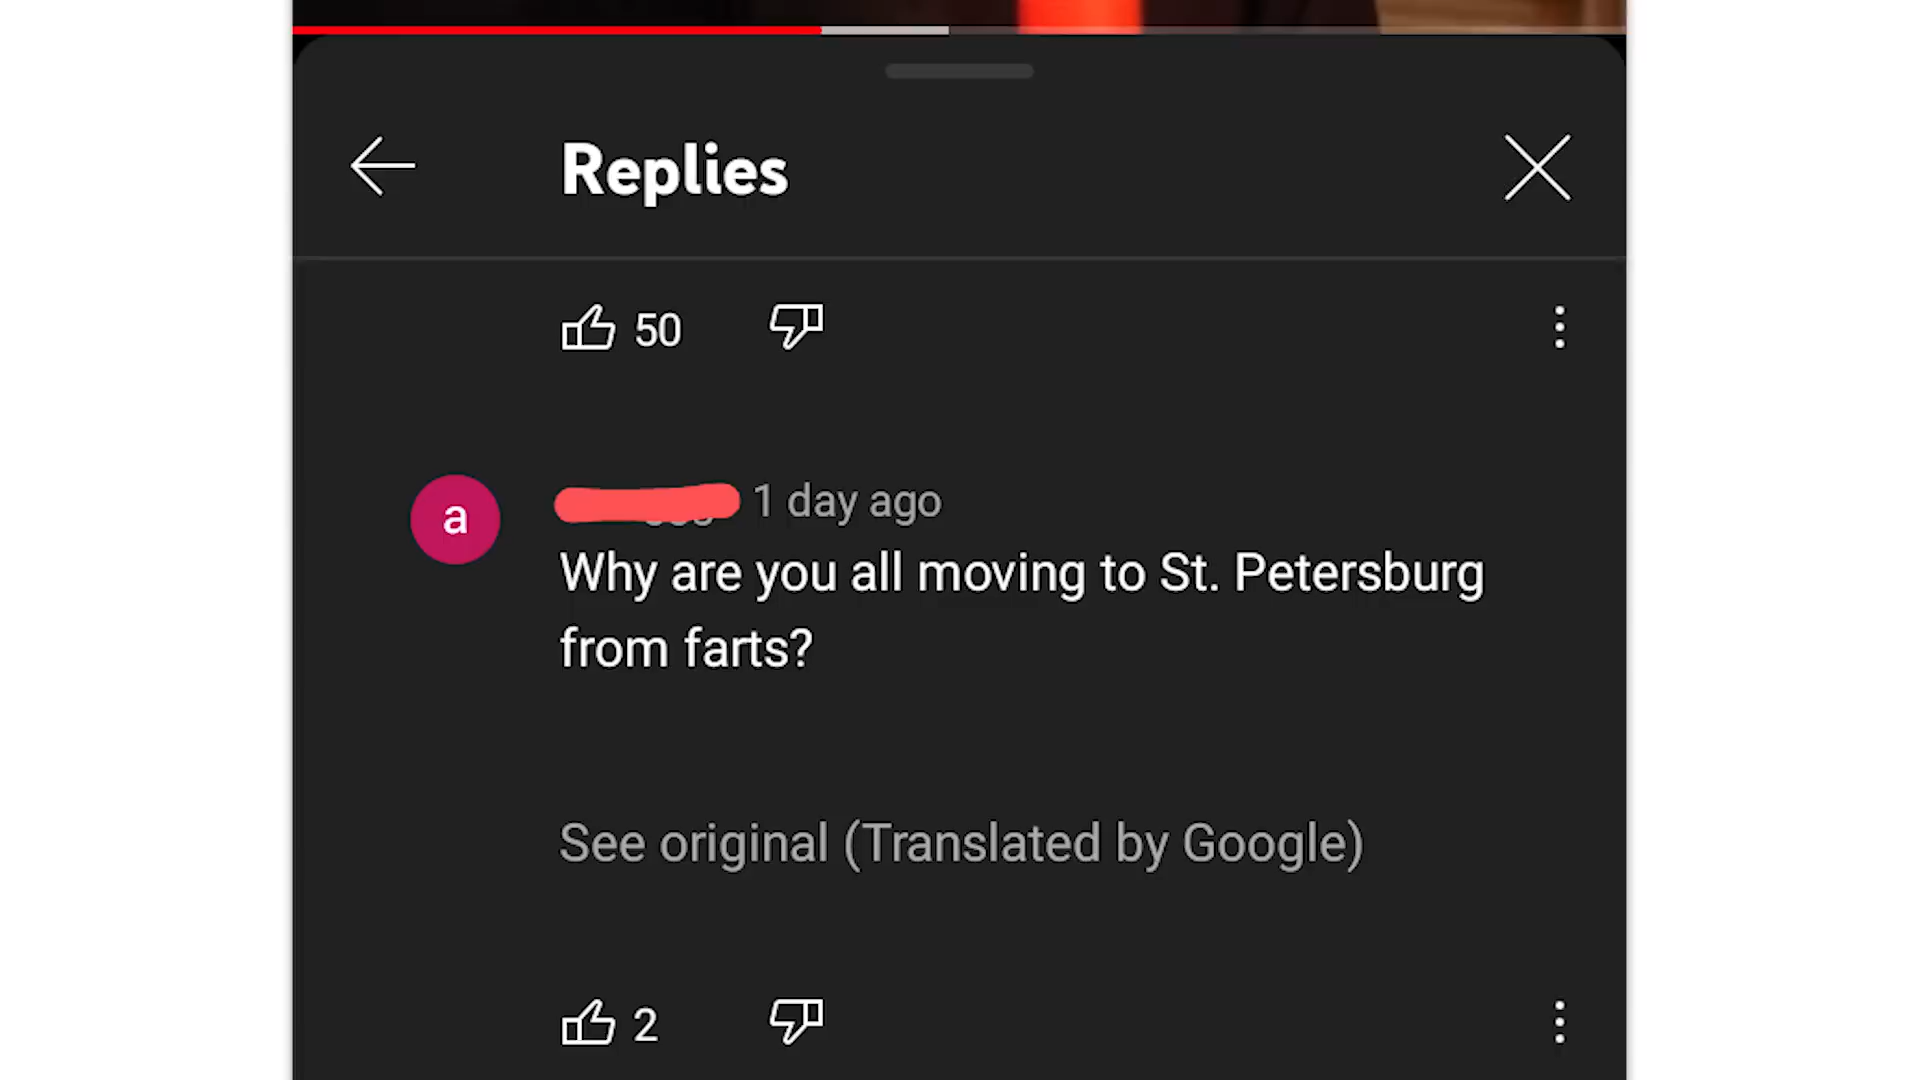 Replies
50
a
1 day ago
Why are you all moving to St. Petersburg
from farts?
See original (Translated by Google)
2